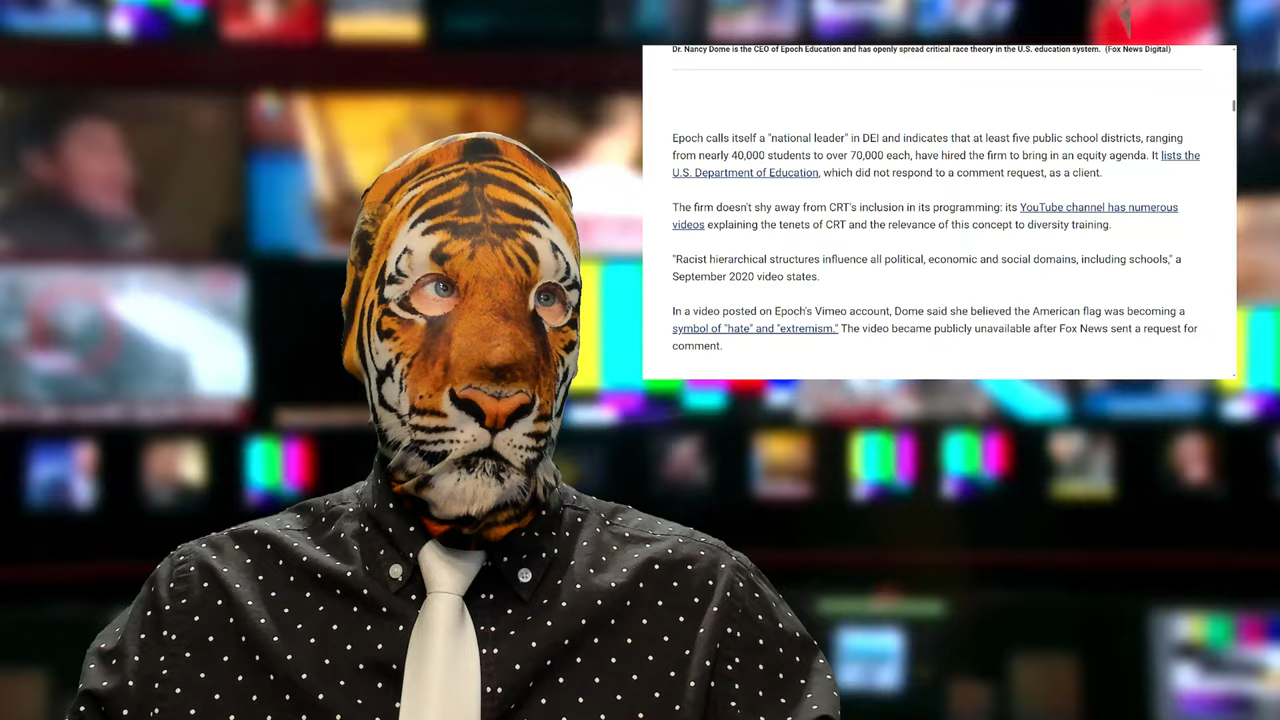 Dr. Nancy Dome is the CEO of Epoch Education and has openly spread critical race theory in the U.S. education system. (Fox News Digital)
Epoch calls itself a "national leader" in DEI and indicates that at least five public school districts, ranging
from nearly 40,000 students to over 70,000 each, have hired the firm to bring in an equity agenda. It lists the
U.S. Department of Education, which did not respond to a comment request, as a client.
The firm doesn't shy away from CRT's inclusion in its programming: its YouTube channel has numerous
videos explaining the tenets of CRT and the relevance of this concept to diversity training.
"Racist hierarchical structures influence all political, economic and social domains, including schools," a
September 2020 video states.
In a video posted on Epoch's Vimeo account, Dome said she believed the American flag was becoming a
symbol of "hate" and "extremism." The video became publicly unavailable after Fox News sent a request for
comment.